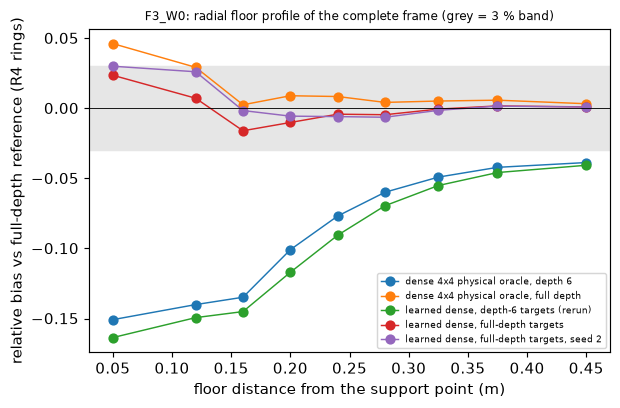 F3_W0: radial floor profile of the complete frame (grey = 3 % band)
relative bias vs full-depth reference (R4 rings)
0.05
0.00
−0.05
−0.10
−0.15
dense 4x4 physical oracle, depth 6
dense 4x4 physical oracle, full depth
learned dense, depth-6 targets (rerun)
learned dense, full-depth targets
learned dense, full-depth targets, seed 2
0.05 0.10 0.15 0.20 0.25 0.30 0.35 0.40 0.45
floor distance from the support point (m)